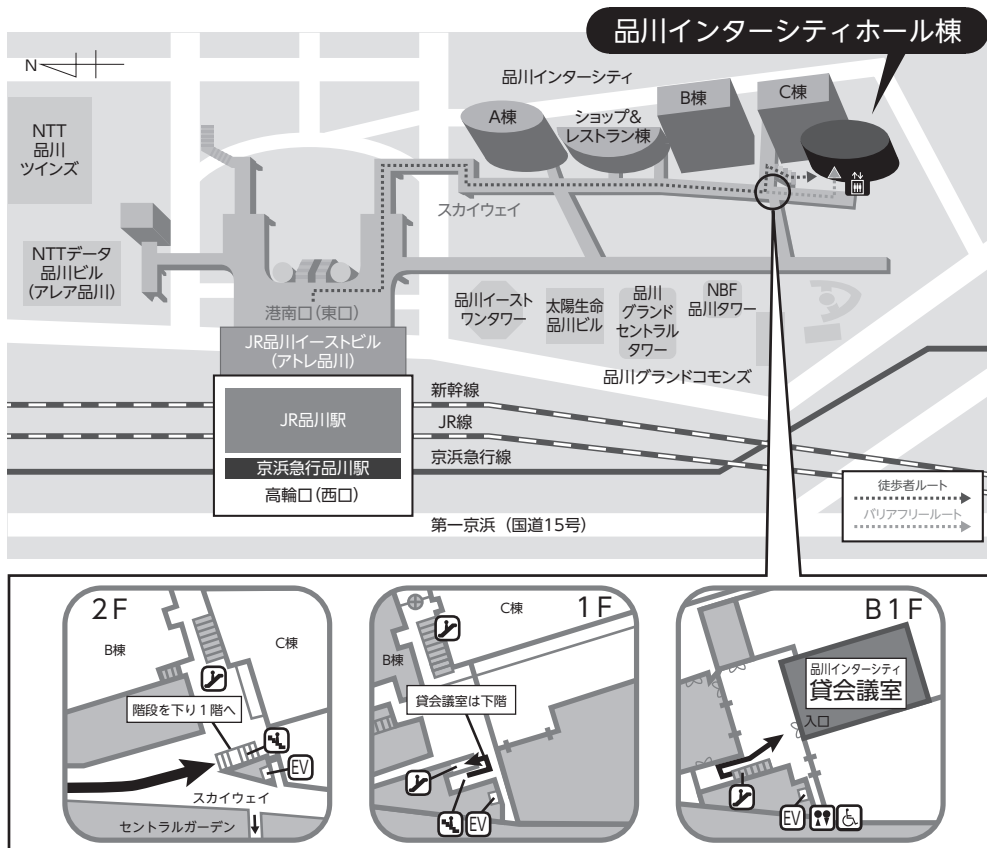 品川インターシティホール棟
N
品川インターシティ
A棟
ショップ&
レストラン棟
B棟
C棟
NTT
品川
ツインズ
スカイウェイ
NTTデータ
品川ビル
(アレア品川)
港南口(東口)
品川イースト
ワンタワー
太陽生命
品川ビル
品川
グランド
セントラル
タワー
NBF
品川タワー
JR品川イーストビル
(アトレ品川)
品川グランドコモンズ
新幹線
JR品川駅
JR線
京浜急行品川駅
京浜急行線
高輪口(西口)
徒歩者ルート
バリアフリールート
第一京浜(国道15号)
2F
B棟
C棟
階段を下り1階へ
EV
スカイウェイ
セントラルガーデン
1F
C棟
B棟
貸会議室は下階
EV
B1F
品川インターシティ
貸会議室
入口
EV